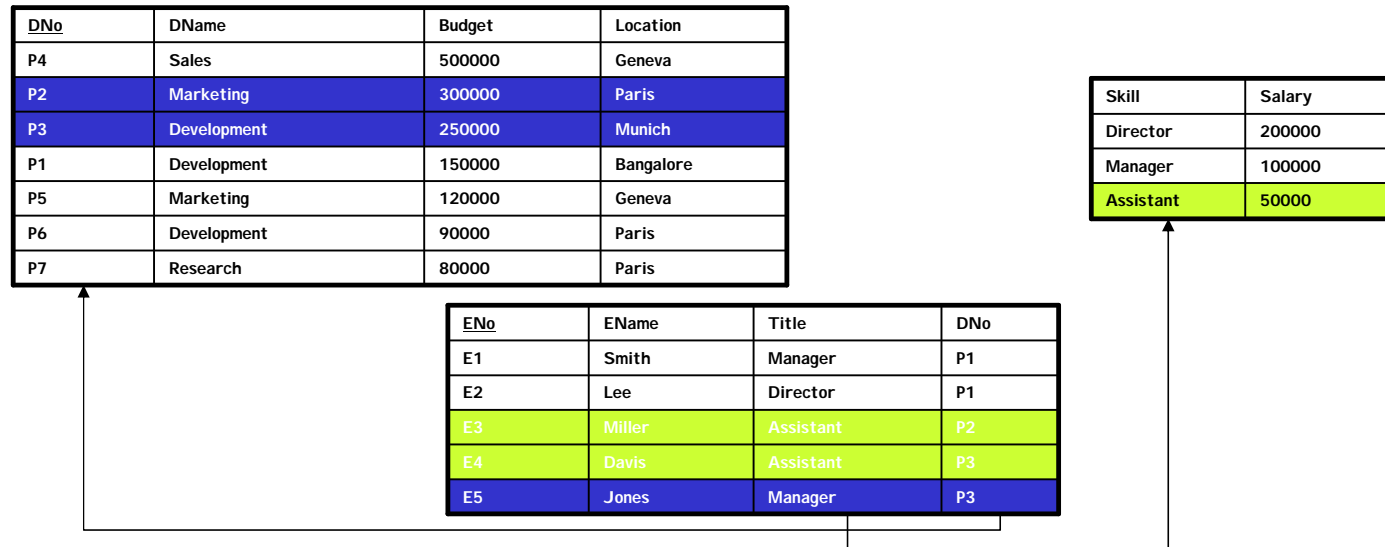 DNo DName Budget Location
P4 Sales 500000 Geneva
P2 Marketing 300000 Paris
P3 Development 250000 Munich
P1 Development 150000 Bangalore
P5 Marketing 120000 Geneva
P6 Development 90000 Paris
P7 Research 80000 Paris
Skill Salary
Director 200000
Manager 100000
Assistant 50000
ENo EName Title DNo
E1 Smith Manager P1
E2 Lee Director P1
E3 Miller Assistant P2
E4 Davis Assistant P3
E5 Jones Manager P3